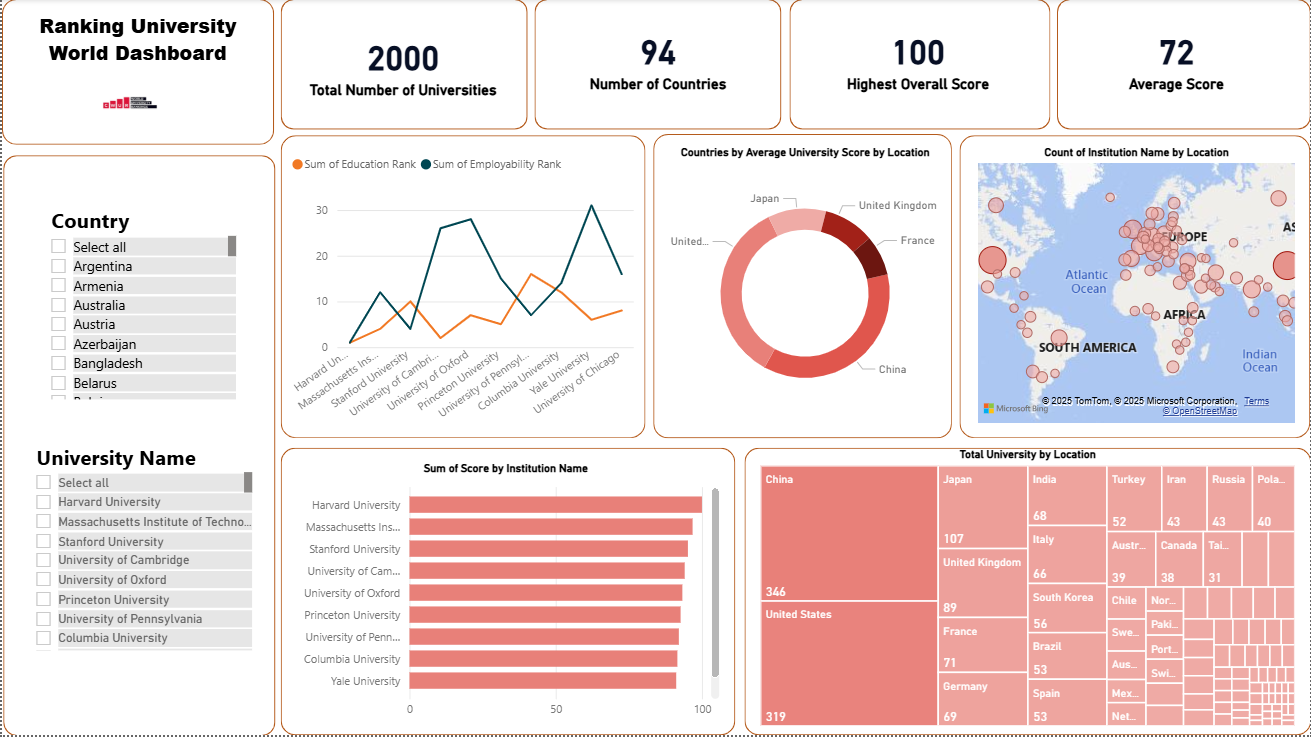 Ranking University
World Dashboard
2000
Total Number of Universities
94
Number of Countries
100
Highest Overall Score
72
Average Score
Country
Select all
Argentina
Armenia
Australia
Austria
Azerbaijan
Bangladesh
Belarus
University Name
Select all
Harvard University
Massachusetts Institute of Techno...
Stanford University
University of Cambridge
University of Oxford
Princeton University
University of Pennsylvania
Columbia University
Sum of Education Rank
Sum of Employability Rank
30
20
10
0
Harvard Un...
Massachusetts Ins...
Stanford University
University of Cambri...
University of Oxford
Princeton University
University of Pennsyl...
Columbia University
Yale University
University of Chicago
Countries by Average University Score by Location
Japan
United Kingdom
United...
France
China
Count of Institution Name by Location
EUROPE
AS
Atlantic
Ocean
AFRICA
SOUTH AMERICA
Indian
Ocean
Microsoft Bing
© 2025 TomTom, © 2025 Microsoft Corporation, Terms
© OpenStreetMap
Sum of Score by Institution Name
Harvard University
Massachusetts Ins...
Stanford University
University of Cam...
University of Oxford
Princeton University
University of Penn...
Columbia University
Yale University
0
50
100
Total University by Location
China
346
United States
319
Japan
107
United Kingdom
89
France
71
Germany
69
India
68
Italy
66
South Korea
56
Brazil
53
Spain
53
Turkey
52
Iran
43
Russia
43
Pola...
40
Austr...
39
Canada
38
Tai...
31
Chile
Swe...
Aus...
Mex...
Net...
Nor...
Paki...
Port...
Swi...